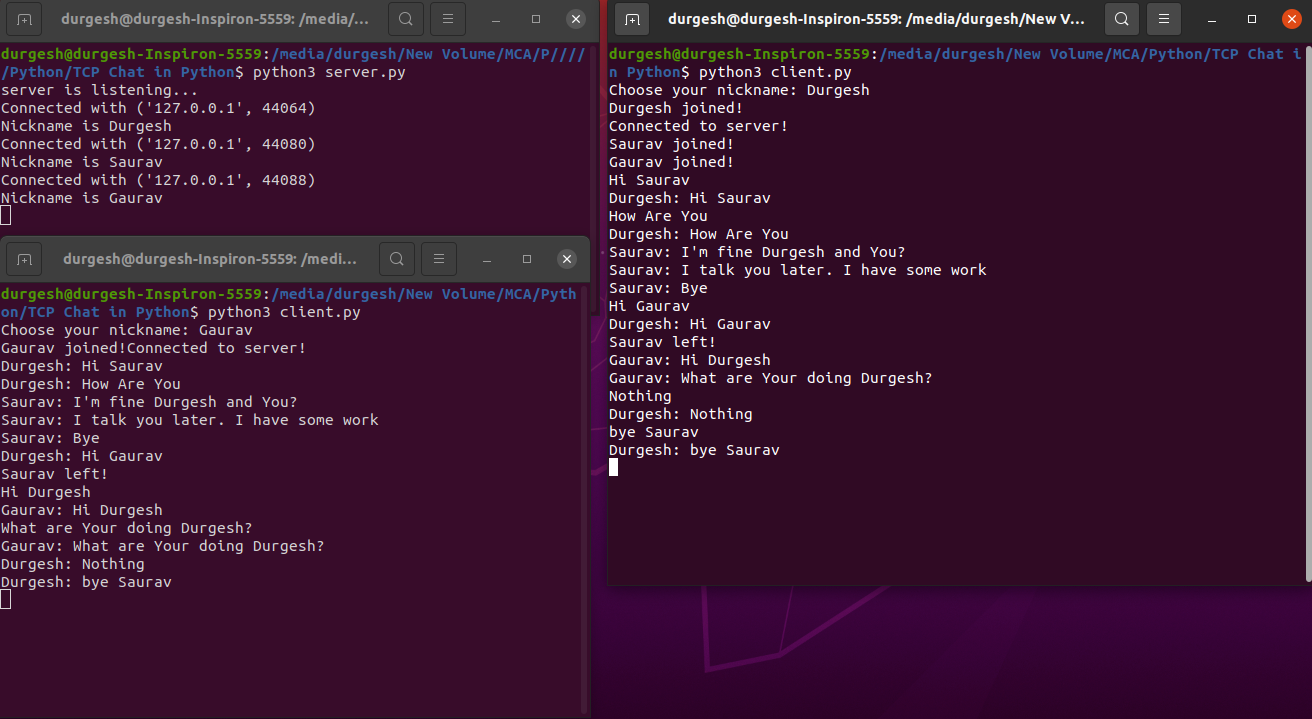 durgesh@durgesh-Inspiron-5559: /media/...
durgesh@durgesh-Inspiron-5559:/media/durgesh/New Volume/MCA/P////
/Python/TCP Chat in Python$ python3 server.py
server is listening...
Connected with ('127.0.0.1', 44064)
Nickname is Durgesh
Connected with ('127.0.0.1', 44080)
Nickname is Saurav
Connected with ('127.0.0.1', 44088)
Nickname is Gaurav
durgesh@durgesh-Inspiron-5559: /medi...
durgesh@durgesh-Inspiron-5559:/media/durgesh/New Volume/MCA/Pyth
on/TCP Chat in Python$ python3 client.py
Choose your nickname: Gaurav
Gaurav joined!Connected to server!
Durgesh: Hi Saurav
Durgesh: How Are You
Saurav: I'm fine Durgesh and You?
Saurav: I talk you later. I have some work
Saurav: Bye
Durgesh: Hi Gaurav
Saurav left!
Hi Durgesh
Gaurav: Hi Durgesh
What are Your doing Durgesh?
Gaurav: What are Your doing Durgesh?
Durgesh: Nothing
Durgesh: bye Saurav
durgesh@durgesh-Inspiron-5559: /media/durgesh/New V...
durgesh@durgesh-Inspiron-5559:/media/durgesh/New Volume/MCA/Python/TCP Chat i
n Python$ python3 client.py
Choose your nickname: Durgesh
Durgesh joined!
Connected to server!
Saurav joined!
Gaurav joined!
Hi Saurav
Durgesh: Hi Saurav
How Are You
Durgesh: How Are You
Saurav: I'm fine Durgesh and You?
Saurav: I talk you later. I have some work
Saurav: Bye
Hi Gaurav
Durgesh: Hi Gaurav
Saurav left!
Gaurav: Hi Durgesh
Gaurav: What are Your doing Durgesh?
Nothing
Durgesh: Nothing
bye Saurav
Durgesh: bye Saurav